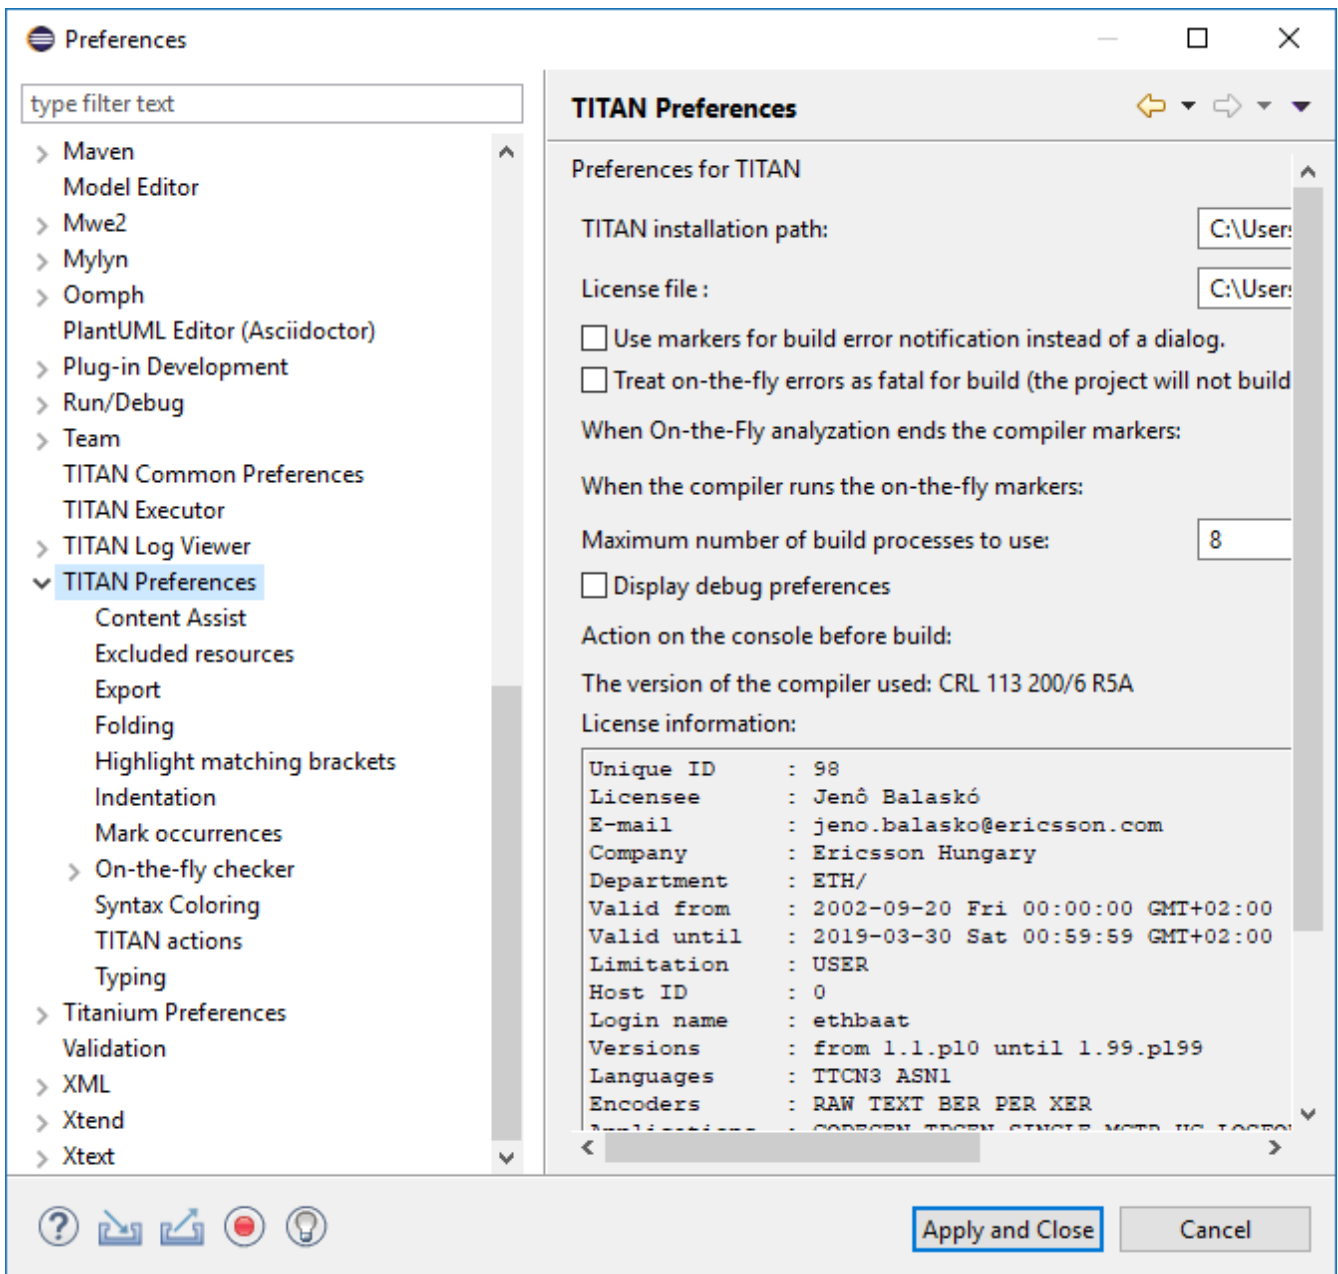 Preferences
type filter text
Maven
Model Editor
Mwe2
Mylyn
Oomph
PlantUML Editor (Asciidoctor)
Plug-in Development
Run/Debug
Team
TITAN Common Preferences
TITAN Executor
TITAN Log Viewer
TITAN Preferences
Content Assist
Excluded resources
Export
Folding
Highlight matching brackets
Indentation
Mark occurrences
On-the-fly checker
Syntax Coloring
TITAN actions
Typing
Titanium Preferences
Validation
XML
Xtend
Xtext
TITAN Preferences
Preferences for TITAN
TITAN installation path: C:\Users
License file : C:\Users
Use markers for build error notification instead of a dialog.
Treat on-the-fly errors as fatal for build (the project will not build
When On-the-Fly analyzation ends the compiler markers:
When the compiler runs the on-the-fly markers:
Maximum number of build processes to use: 8
Display debug preferences
Action on the console before build:
The version of the compiler used: CRL 113 200/6 R5A
License information:
Unique ID : 98
Licensee : Jenô Balaskó
E-mail : jeno.balasko@ericsson.com
Company : Ericsson Hungary
Department : ETH/
Valid from : 2002-09-20 Fri 00:00:00 GMT+02:00
Valid until : 2019-03-30 Sat 00:59:59 GMT+02:00
Limitation : USER
Host ID : 0
Login name : ethbaat
Versions : from 1.1.pl0 until 1.99.pl99
Languages : TTCN3 ASN1
Encoders : RAW TEXT BER PER XER
Applications : CODEGEN TPGEN SINGLE MCTR HC
Apply and Close
Cancel